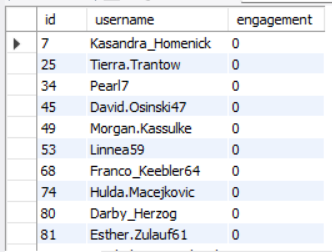 id username engagement
7 Kasandra_Homenick 0
25 Tierra.Trantow 0
34 Pearl7 0
45 David.Osinski47 0
49 Morgan.Kassulke 0
53 Linnea59 0
68 Franco_Keebler64 0
74 Hulda.Macejkovic 0
80 Darby_Herzog 0
81 Esther.Zulauf61 0